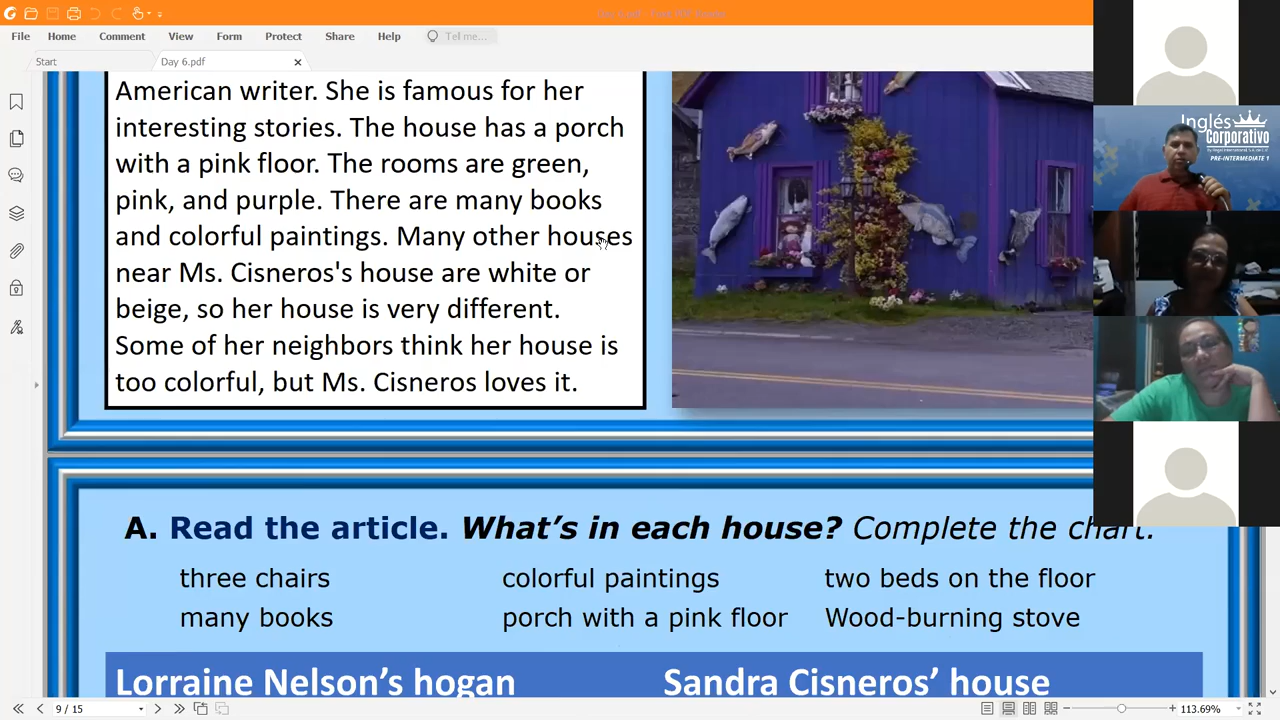 File Home Comment View Form Protect Share Help Tell me...
Start Day 6.pdf
American writer. She is famous for her
interesting stories. The house has a porch
with a pink floor. The rooms are green,
pink, and purple. There are many books
and colorful paintings. Many other houses
near Ms. Cisneros's house are white or
beige, so her house is very different.
Some of her neighbors think her house is
too colorful, but Ms. Cisneros loves it.
Inglés
Corporativo
PRE-INTERMEDIATE 1
A. Read the article. What's in each house? Complete the chart.
three chairs colorful paintings two beds on the floor
many books porch with a pink floor Wood-burning stove
Lorraine Nelson's hogan Sandra Cisneros' house
9 / 15 113.69%